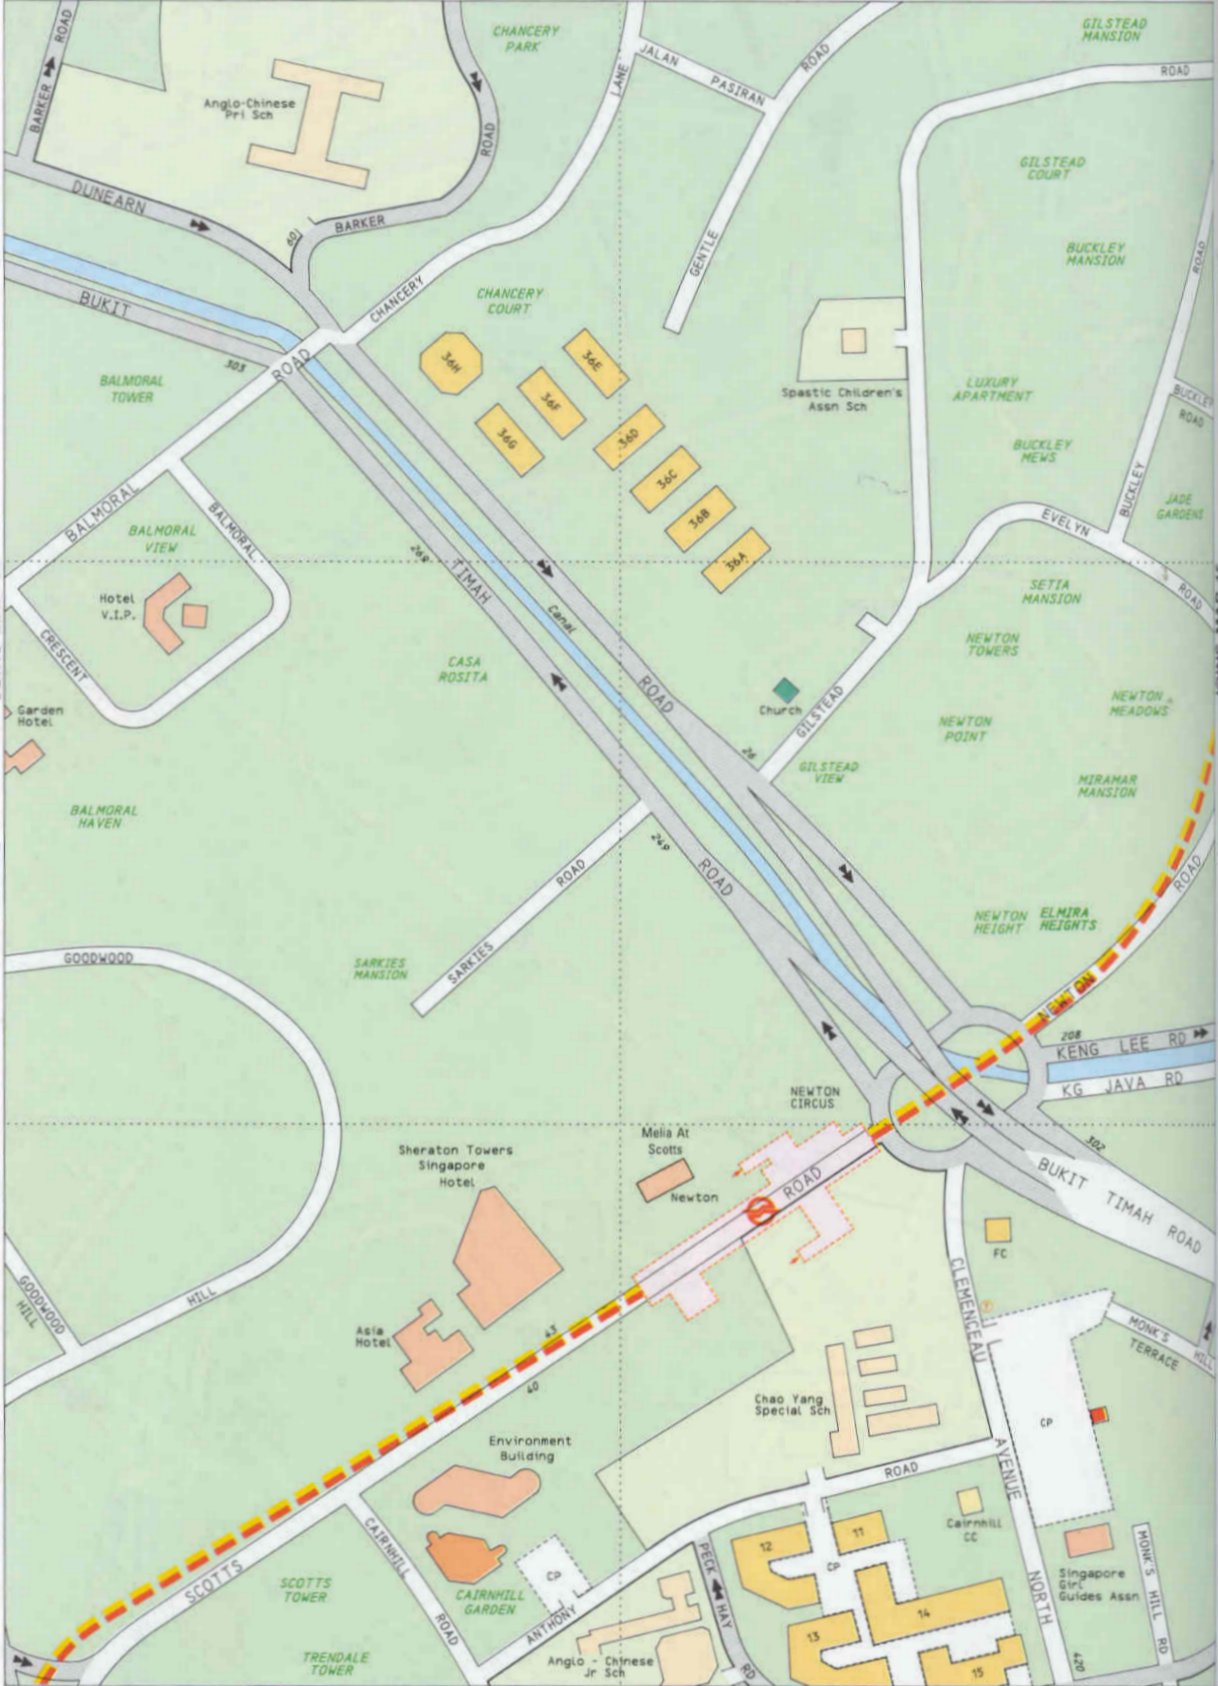 ROAD
BARKER
CHANCERY
PARK
GILSTEAD
MANSION
JALAN
PASIRAN
ROAD
ROAD
LANE
Anglo-Chinese
Pri Sch
ROAD
GILSTEAD
COURT
DUNEARN
601
BARKER
GENTLE
BUCKLEY
MANSION
ROAD
BUKIT
CHANCERY
CHANCERY
COURT
303
ROAD
36H
36E
36F
36G
36D
36C
36B
36A
BALMORAL
TOWER
Spastic Children's
Assn Sch
LUXURY
APARTMENT
BUCKLEY
ROAD
BUCKLEY
MEWS
BUCKLEY
JADE
GARDENS
BALMORAL
BALMORAL
BALMORAL
VIEW
EVELYN
ROAD
269
TIMAH
Hotel
V.I.P.
Canal
SETIA
MANSION
CRESCENT
CASA
ROSITA
NEWTON
TOWERS
ROAD
Church
GILSTEAD
NEWTON
MEADOWS
Garden
Hotel
NEWTON
POINT
26
GILSTEAD
VIEW
MIRAMAR
MANSION
BALMORAL
HAVEN
249
ROAD
ROAD
ROAD
NEWTON
HEIGHT
ELMIRA
HEIGHTS
GOODWOOD
SARKIES
MANSION
SARKIES
NEWTON
208
KENG LEE RD
KG JAVA RD
NEWTON
CIRCUS
302
Sheraton Towers
Singapore
Hotel
Melia At
Scotts
Newton
ROAD
BUKIT TIMAH ROAD
FC
CLEMENCEAU
GOODWOOD
HILL
HILL
Asia
Hotel
43
40
MONK'S
HILL
TERRACE
Chao Yang
Special Sch
CP
Environment
Building
ROAD
AVENUE
Cairnhill
CC
CAIRNHILL
ROAD
SCOTTS
SCOTTS
TOWER
CAIRNHILL
GARDEN
CP
ANTHONY
PECK HAY
RD
12
11
CP
14
13
15
NORTH
Singapore
Girl
Guides Assn
MONK'S HILL RD
TRENDALE
TOWER
Anglo - Chinese
Jr Sch
420